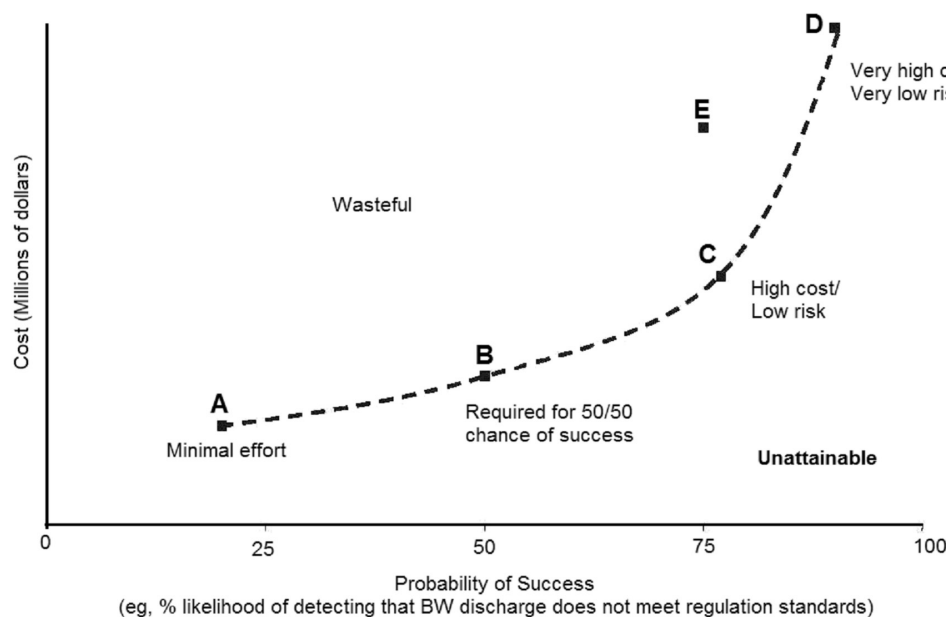 D
Very high
Very low
E
Wasteful
C
High cost/
Low risk
B
A
Required for 50/50
chance of success
Minimal effort
Unattainable
Cost (Millions of dollars)
0
25
50
75
100
Probability of Success
(eg, % likelihood of detecting that BW discharge does not meet regulation standards)